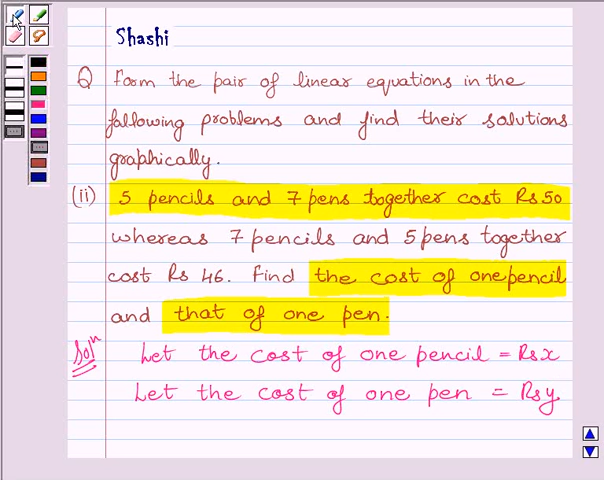 Shashi
Q Form the pair of linear equations in the
following problems and find their solutions
graphically.
(ii) 5 pencils and 7 pens together cost Rs 50
whereas 7 pencils and 5 pens together
cost Rs 46. Find the cost of one pencil
and that of one pen.
Solⁿ Let the cost of one pencil = Rs x
Let the cost of one pen = Rs y